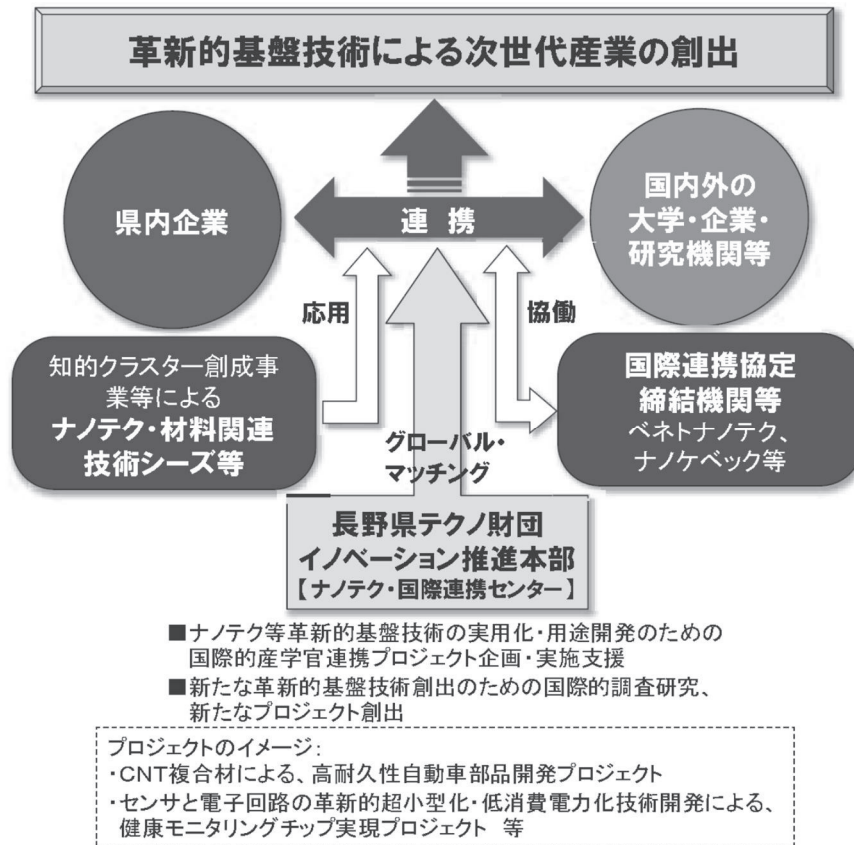 革新的基盤技術による次世代産業の創出
県内企業
連携
国内外の
大学・企業・
研究機関等
応用
協働
知的クラスター創成事
業等による
ナノテク・材料関連
技術シーズ等
国際連携協定
締結機関等
ベネトナノテク、
ナノケベック等
グローバル・
マッチング
長野県テクノ財団
イノベーション推進本部
【ナノテク・国際連携センター】
■ナノテク等革新的基盤技術の実用化・用途開発のための
国際的産学官連携プロジェクト企画・実施支援
■新たな革新的基盤技術創出のための国際的調査研究、
新たなプロジェクト創出
プロジェクトのイメージ：
・CNT複合材による、高耐久性自動車部品開発プロジェクト
・センサと電子回路の革新的超小型化・低消費電力化技術開発による、
健康モニタリングチップ実現プロジェクト 等